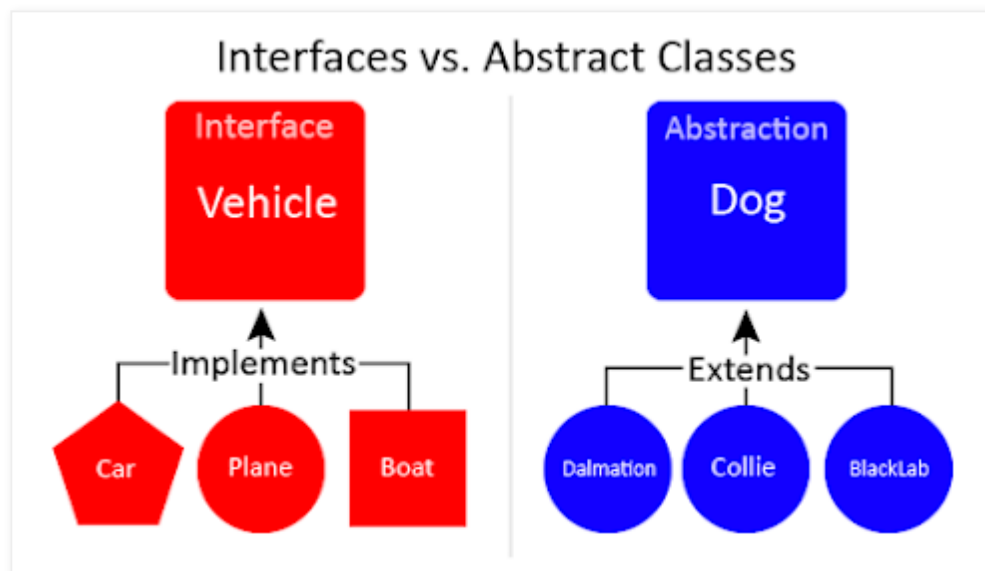 Interfaces vs. Abstract Classes
Interface
Vehicle
Implements
Car
Plane
Boat
Abstraction
Dog
Extends
Dalmation
Collie
BlackLab